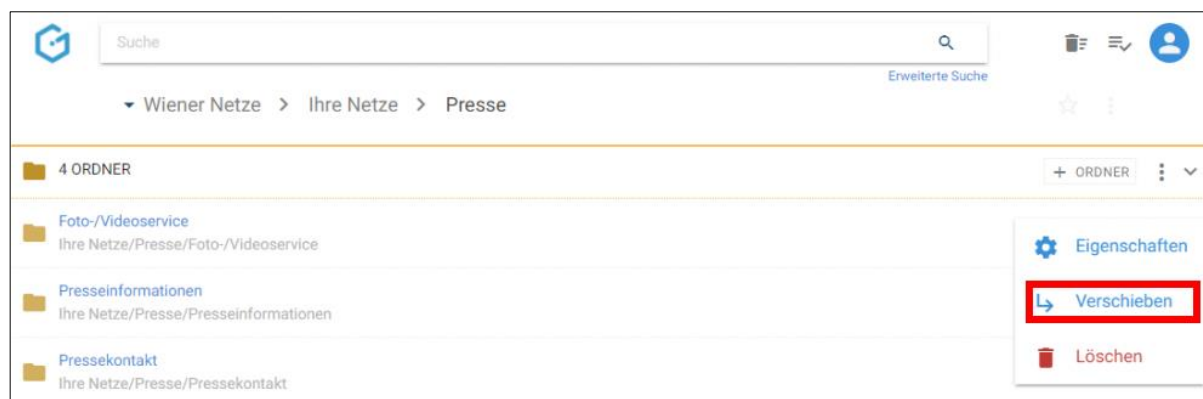 Suche
Erweiterte Suche
Wiener Netze > Ihre Netze > Presse
4 ORDNER
+ ORDNER
Foto-/Videoservice
Ihre Netze/Presse/Foto-/Videoservice
Presseinformationen
Ihre Netze/Presse/Presseinformationen
Pressekontakt
Ihre Netze/Presse/Pressekontakt
Eigenschaften
Verschieben
Löschen